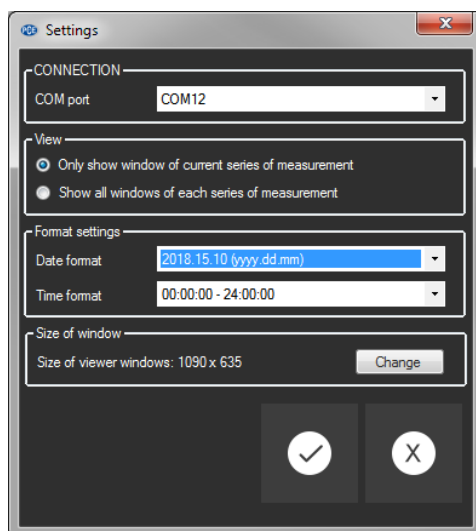 PCE Settings
CONNECTION
COM port COM12
View
Only show window of current series of measurement
Show all windows of each series of measurement
Format settings
Date format 2018.15.10 (yyyy.dd.mm)
Time format 00:00:00 - 24:00:00
Size of window
Size of viewer windows: 1090 x 635 Change
X